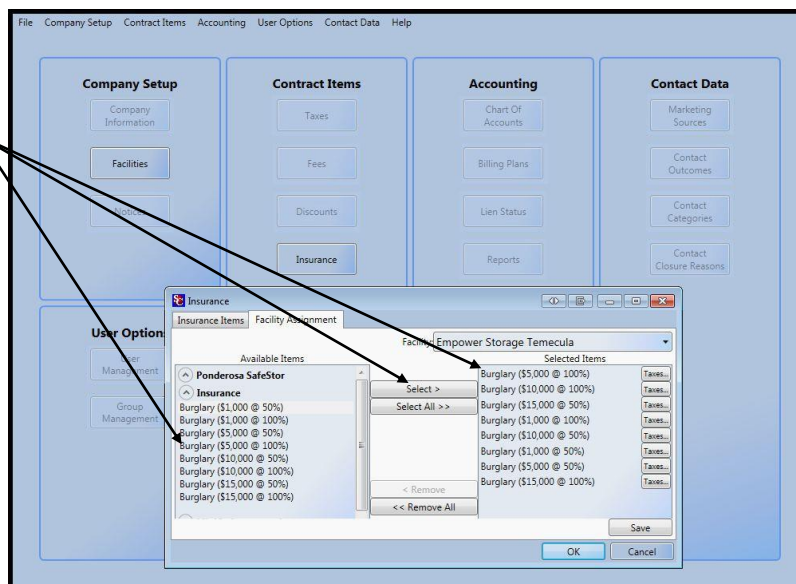 File Company Setup Contract Items Accounting User Options Contact Data Help
Company Setup
Company
Information
Facilities
Notices
Contract Items
Taxes
Fees
Discounts
Insurance
Accounting
Chart Of
Accounts
Billing Plans
Lien Status
Reports
Contact Data
Marketing
Sources
Contact
Outcomes
Contact
Categories
Contact
Closure Reasons
User Option
User
Management
Group
Management
Insurance
Insurance Items Facility Assignment
Facility: Empower Storage Temecula
Available Items
Ponderosa SafeStor
Insurance
Burglary ($1,000 @ 50%)
Burglary ($1,000 @ 100%)
Burglary ($5,000 @ 50%)
Burglary ($5,000 @ 100%)
Burglary ($10,000 @ 50%)
Burglary ($10,000 @ 100%)
Burglary ($15,000 @ 50%)
Burglary ($15,000 @ 100%)
Select >
Select All >>
< Remove
<< Remove All
Selected Items
Burglary ($5,000 @ 100%) Taxes...
Burglary ($10,000 @ 100%) Taxes...
Burglary ($15,000 @ 50%) Taxes...
Burglary ($1,000 @ 100%) Taxes...
Burglary ($10,000 @ 50%) Taxes...
Burglary ($1,000 @ 50%) Taxes...
Burglary ($5,000 @ 50%) Taxes...
Burglary ($15,000 @ 100%) Taxes...
Save
OK Cancel